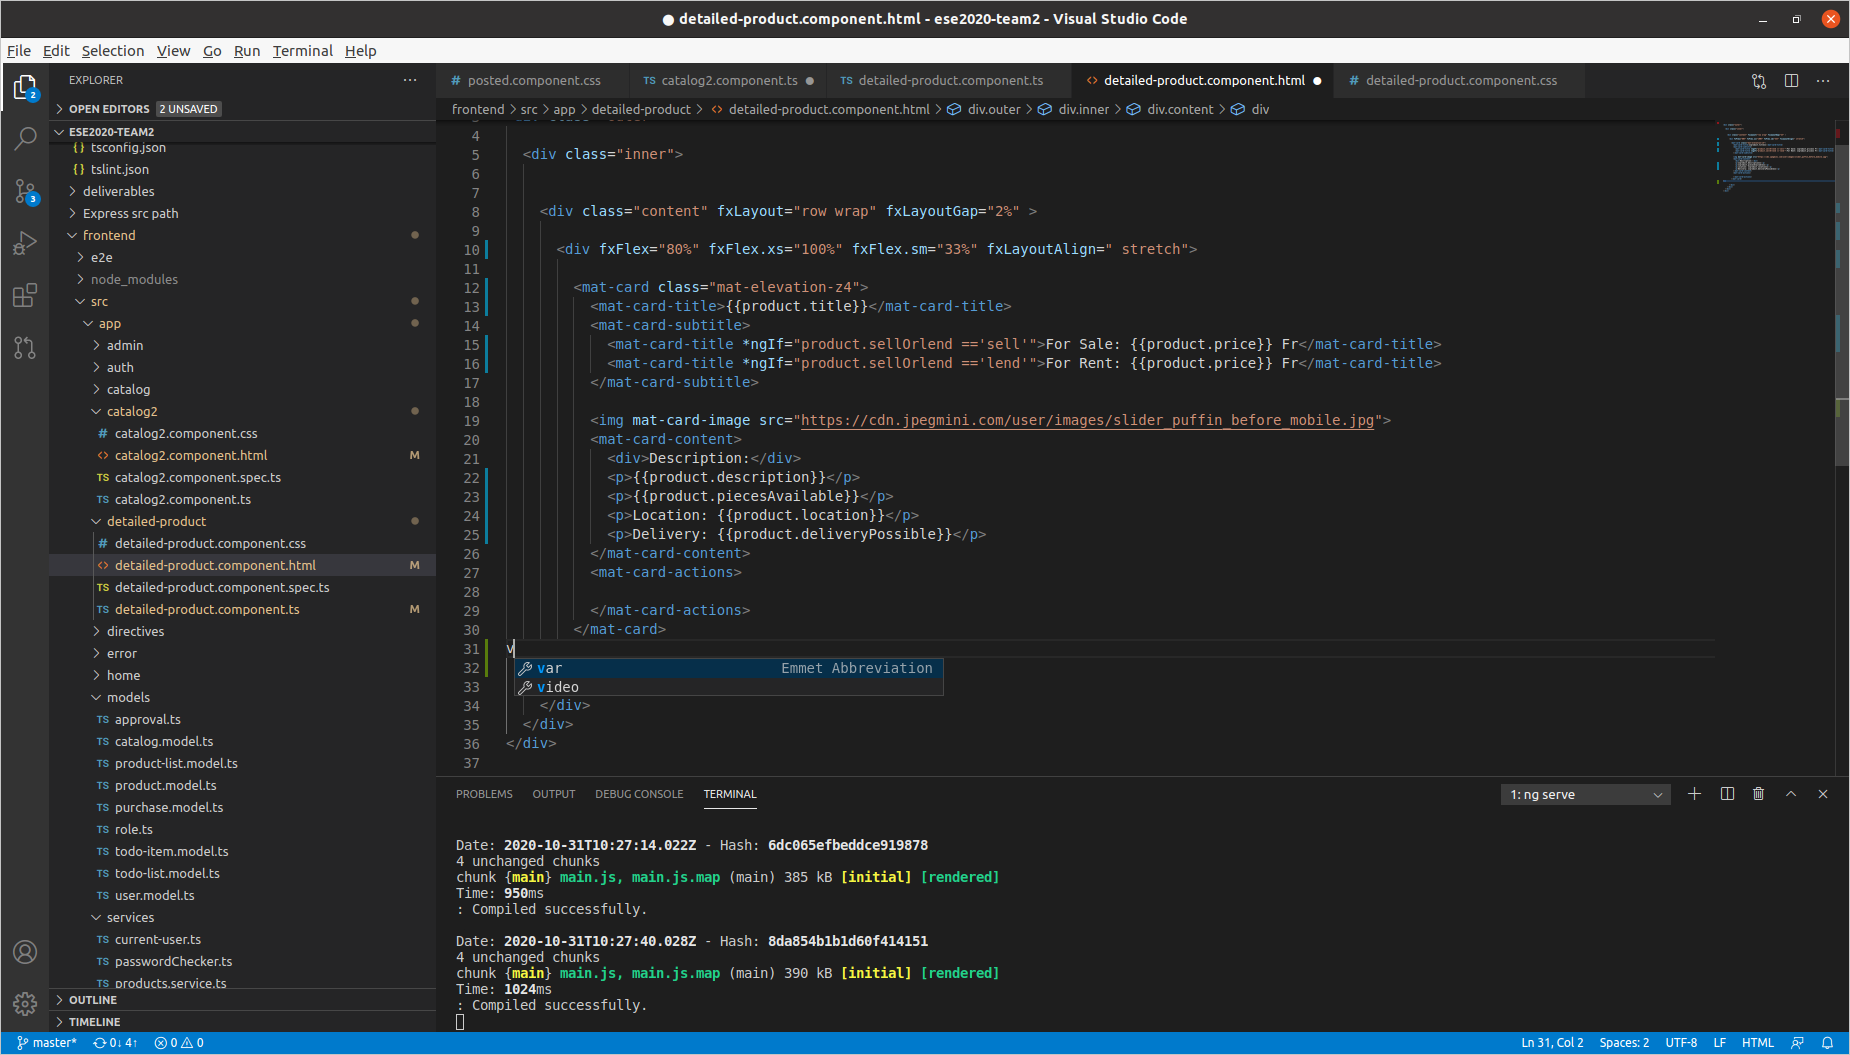 ● detailed-product.component.html - ese2020-team2 - Visual Studio Code
File Edit Selection View Go Run Terminal Help
EXPLORER
# posted.component.css TS catalog2.component.ts ● TS detailed-product.component.ts <> detailed-product.component.html ● # detailed-product.component.css
2
OPEN EDITORS 2 UNSAVED
frontend > src > app > detailed-product > <> detailed-product.component.html > div.outer > div.inner > div.content > div
ESE2020-TEAM2
{ } tsconfig.json
{ } tslint.json
deliverables
3
Express src path
frontend
e2e
node_modules
src
app
admin
auth
catalog
catalog2
# catalog2.component.css
<> catalog2.component.html M
TS catalog2.component.spec.ts
TS catalog2.component.ts
detailed-product
# detailed-product.component.css
<> detailed-product.component.html M
TS detailed-product.component.spec.ts
TS detailed-product.component.ts M
directives
error
home
models
TS approval.ts
TS catalog.model.ts
TS product-list.model.ts
TS product.model.ts
TS purchase.model.ts
TS role.ts
TS todo-item.model.ts
TS todo-list.model.ts
TS user.model.ts
services
TS current-user.ts
TS passwordChecker.ts
TS products.service.ts
OUTLINE
TIMELINE
4
5 <div class="inner">
6
7
8 <div class="content" fxLayout="row wrap" fxLayoutGap="2%" >
9
10 <div fxFlex="80%" fxFlex.xs="100%" fxFlex.sm="33%" fxLayoutAlign=" stretch">
11
12 <mat-card class="mat-elevation-z4">
13 <mat-card-title>{{product.title}}</mat-card-title>
14 <mat-card-subtitle>
15 <mat-card-title *ngIf="product.sellOrlend =='sell'">For Sale: {{product.price}} Fr</mat-card-title>
16 <mat-card-title *ngIf="product.sellOrlend =='lend'">For Rent: {{product.price}} Fr</mat-card-title>
17 </mat-card-subtitle>
18
19 <img mat-card-image src="https://cdn.jpegmini.com/user/images/slider_puffin_before_mobile.jpg">
20 <mat-card-content>
21 <div>Description:</div>
22 <p>{{product.description}}</p>
23 <p>{{product.piecesAvailable}}</p>
24 <p>Location: {{product.location}}</p>
25 <p>Delivery: {{product.deliveryPossible}}</p>
26 </mat-card-content>
27 <mat-card-actions>
28
29 </mat-card-actions>
30 </mat-card>
31 v
32 var Emmet Abbreviation
33 video
34 </div>
35 </div>
36 </div>
37
PROBLEMS OUTPUT DEBUG CONSOLE TERMINAL 1: ng serve
Date: 2020-10-31T10:27:14.022Z - Hash: 6dc065efbeddce919878
4 unchanged chunks
chunk {main} main.js, main.js.map (main) 385 kB [initial] [rendered]
Time: 950ms
: Compiled successfully.
Date: 2020-10-31T10:27:40.028Z - Hash: 8da854b1b1d60f414151
4 unchanged chunks
chunk {main} main.js, main.js.map (main) 390 kB [initial] [rendered]
Time: 1024ms
: Compiled successfully.
master* 0↓ 4↑ 0 0 Ln 31, Col 2 Spaces: 2 UTF-8 LF HTML